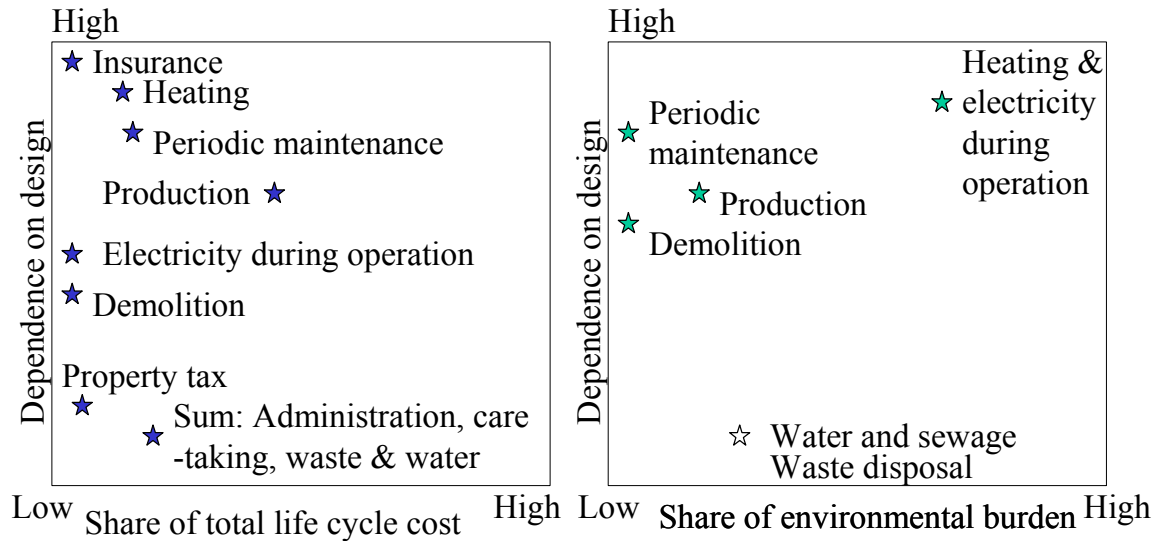 High
Insurance
Heating
Periodic maintenance
Production
Electricity during operation
Demolition
Property tax
Sum: Administration, care
-taking, waste & water
Dependence on design
Low
High
Share of total life cycle cost
High
Heating &
electricity
during
operation
Periodic
maintenance
Production
Demolition
Water and sewage
Waste disposal
Dependence on design
Low
High
Share of environmental burden